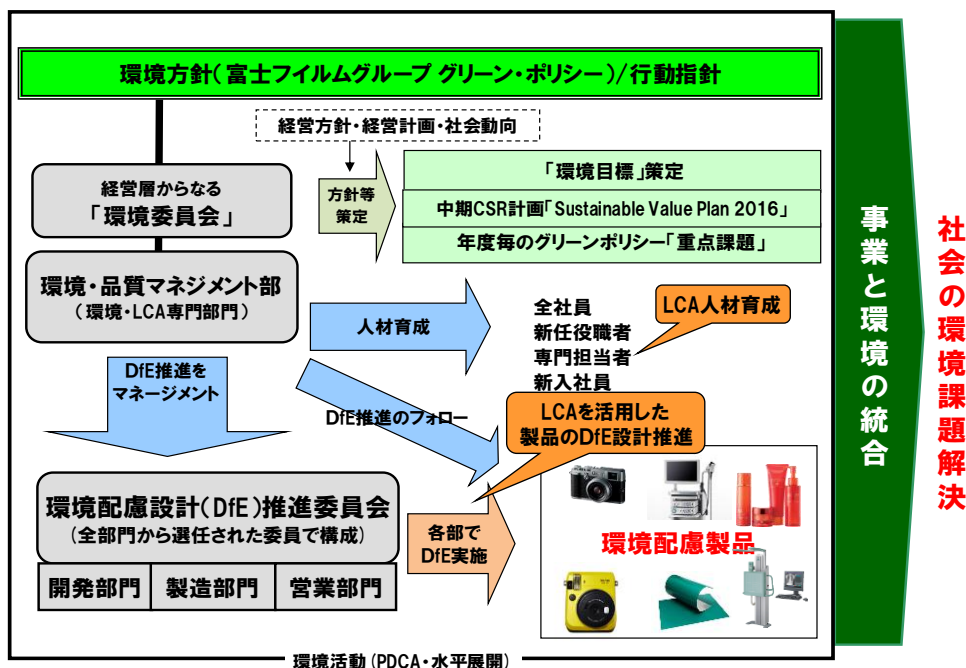 環境方針(富士フイルムグループ グリーン・ポリシー)/行動指針
経営方針・経営計画・社会動向
経営層からなる
「環境委員会」
方針等
策定
「環境目標」策定
中期CSR計画「Sustainable Value Plan 2016」
年度毎のグリーンポリシー「重点課題」
環境・品質マネジメント部
(環境・LCA専門部門)
人材育成
全社員
新任役職者
専門担当者
新入社員
LCA人材育成
DfE推進を
マネージメント
DfE推進のフォロー
LCAを活用した
製品のDfE設計推進
環境配慮設計(DfE)推進委員会
(全部門から選任された委員で構成)
開発部門
製造部門
営業部門
各部で
DfE実施
環境配慮製品
環境活動(PDCA・水平展開)
事業と環境の統合
社会の環境課題解決